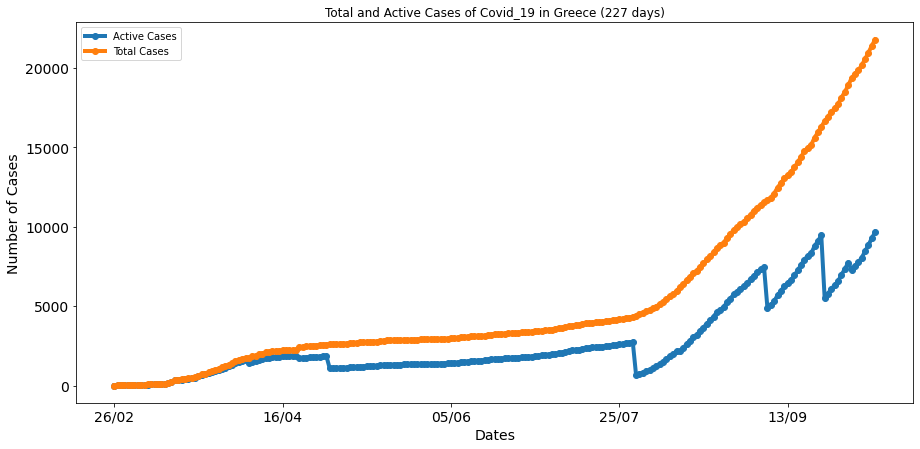 Total and Active Cases of Covid_19 in Greece (227 days)
Active Cases
Total Cases
Number of Cases
20000
15000
10000
5000
0
26/02 16/04 05/06 25/07 13/09
Dates